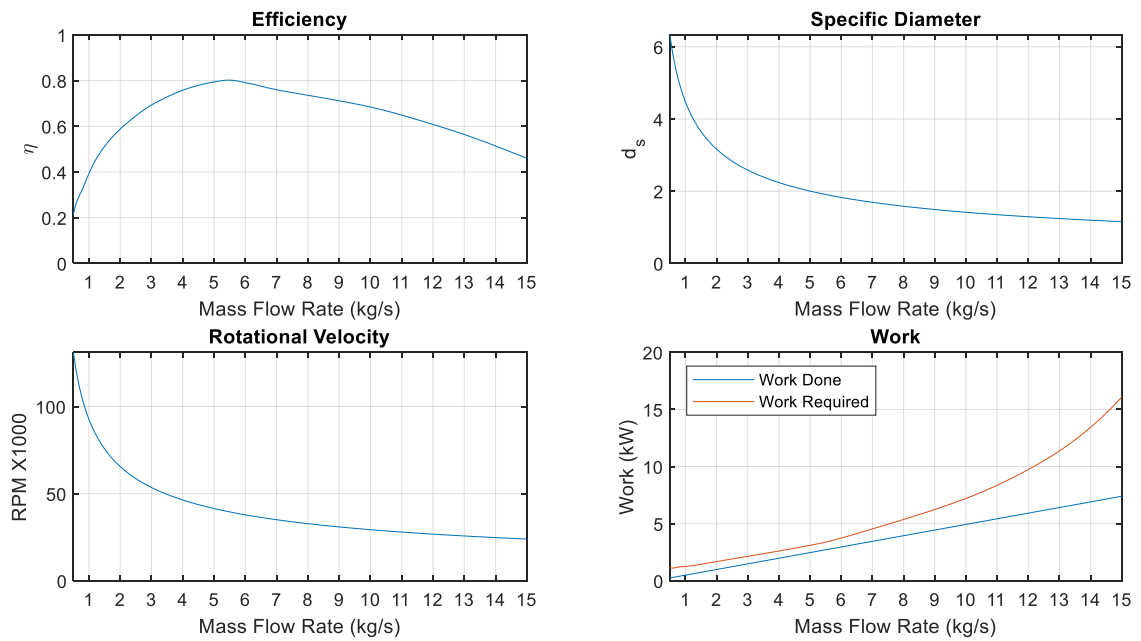 Efficiency
1
0.8
0.6
0.4
0.2
0
η
1 2 3 4 5 6 7 8 9 10 11 12 13 14 15
Mass Flow Rate (kg/s)
Specific Diameter
6
4
2
0
d_s
1 2 3 4 5 6 7 8 9 10 11 12 13 14 15
Mass Flow Rate (kg/s)
Rotational Velocity
100
50
0
RPM X1000
1 2 3 4 5 6 7 8 9 10 11 12 13 14 15
Mass Flow Rate (kg/s)
Work
20
15
10
5
0
Work (kW)
Work Done
Work Required
1 2 3 4 5 6 7 8 9 10 11 12 13 14 15
Mass Flow Rate (kg/s)